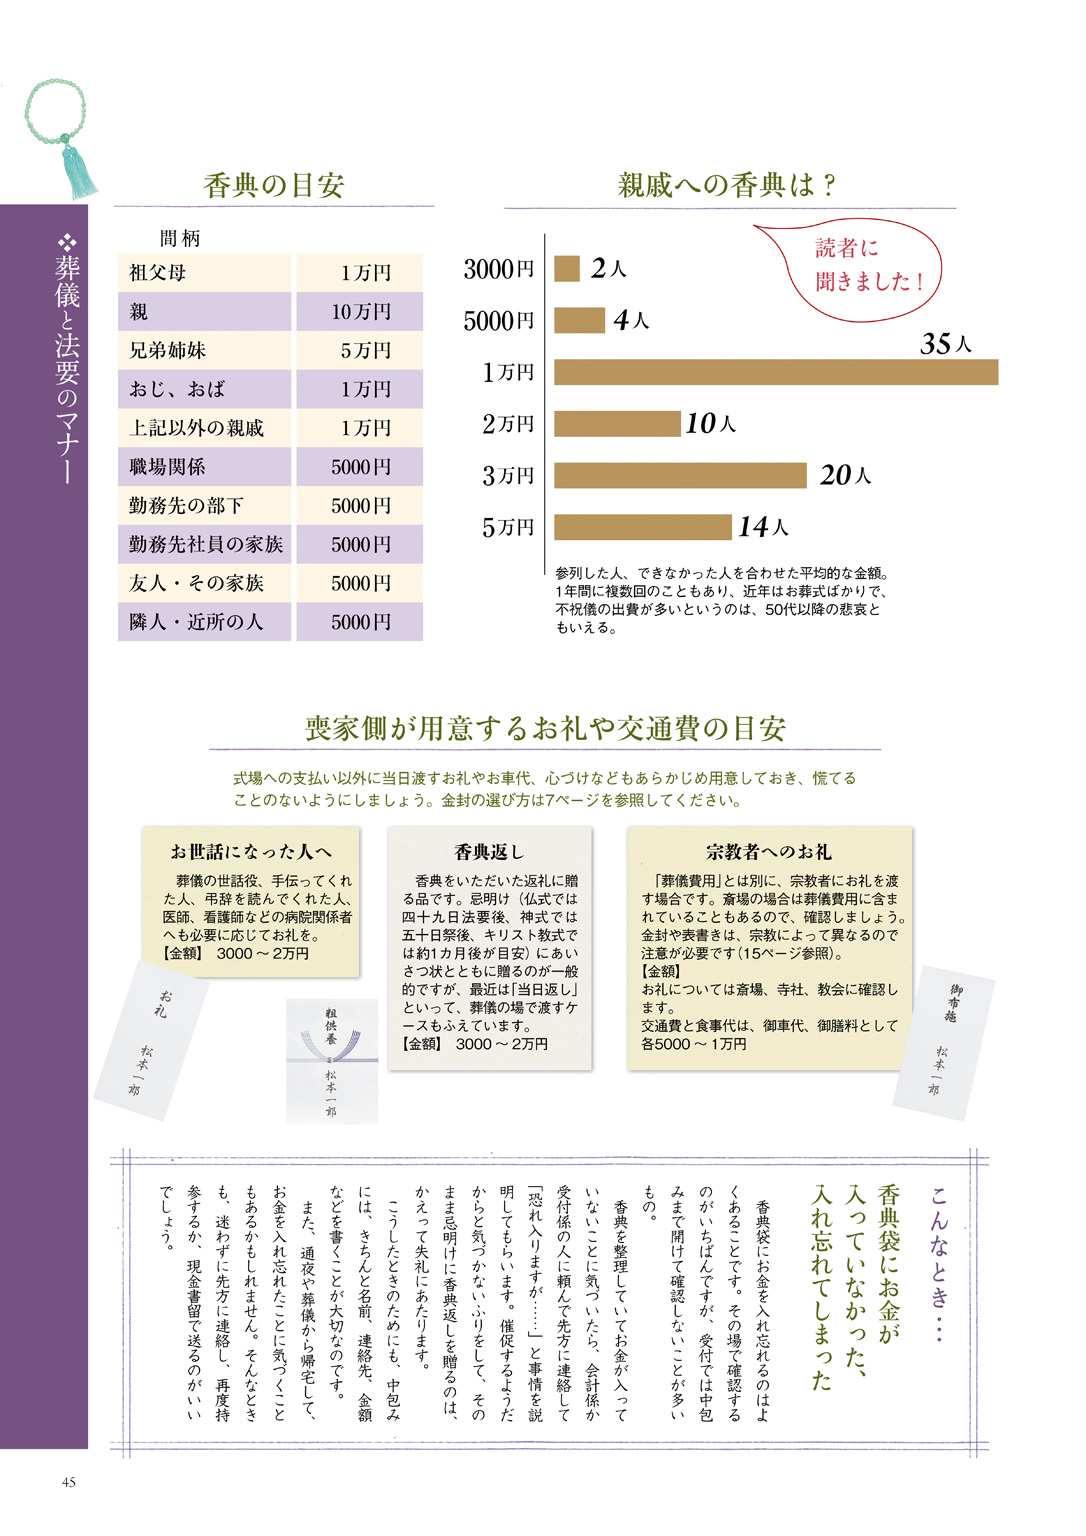 ❖葬儀と法要のマナー
香典の目安
間柄
祖父母 1万円
親 10万円
兄弟姉妹 5万円
おじ、おば 1万円
上記以外の親戚 1万円
職場関係 5000円
勤務先の部下 5000円
勤務先社員の家族 5000円
友人・その家族 5000円
隣人・近所の人 5000円
親戚への香典は？
読者に
聞きました！
3000円 2人
5000円 4人
1万円 35人
2万円 10人
3万円 20人
5万円 14人
参列した人、できなかった人を合わせた平均的な金額。
1年間に複数回のこともあり、近年はお葬式ばかりで、
不祝儀の出費が多いというのは、50代以降の悲哀と
もいえる。
喪家側が用意するお礼や交通費の目安
式場への支払い以外に当日渡すお礼やお車代、心づけなどもあらかじめ用意しておき、慌てる
ことのないようにしましょう。金封の選び方は7ページを参照してください。
お世話になった人へ
葬儀の世話役、手伝ってくれ
た人、弔辞を読んでくれた人、
医師、看護師などの病院関係者
へも必要に応じてお礼を。
【金額】 3000～2万円
お礼
松本一郎
香典返し
香典をいただいた返礼に贈
る品です。忌明け（仏式では
四十九日法要後、神式では
五十日祭後、キリスト教式で
は約1カ月後が目安）にあい
さつ状とともに贈るのが一般
的ですが、最近は「当日返し」
といって、葬儀の場で渡すケ
ースもふえています。
【金額】 3000～2万円
粗供養
松本一郎
宗教者へのお礼
「葬儀費用」とは別に、宗教者にお礼を渡
す場合です。斎場の場合は葬儀費用に含ま
れていることもあるので、確認しましょう。
金封や表書きは、宗教によって異なるので
注意が必要です（15ページ参照）。
【金額】
お礼については斎場、寺社、教会に確認し
ます。
交通費と食事代は、御車代、御膳料として
各5000～1万円
御布施
松本一郎
こんなとき…
香典袋にお金が
入っていなかった、
入れ忘れてしまった
香典袋にお金を入れ忘れるのはよ
くあることです。その場で確認する
のがいちばんですが、受付では中包
みまで開けて確認しないことが多い
もの。
香典を整理していてお金が入って
いないことに気づいたら、会計係か
受付係の人に頼んで先方に連絡して
「恐れ入りますが……」と事情を説
明してもらいます。催促するようだ
からと気づかないふりをして、その
まま忌明けに香典返しを贈るのは、
かえって失礼にあたります。
こうしたときのためにも、中包み
には、きちんと名前、連絡先、金額
などを書くことが大切なのです。
また、通夜や葬儀から帰宅して、
お金を入れ忘れたことに気づくこと
もあるかもしれません。そんなとき
も、迷わずに先方に連絡し、再度持
参するか、現金書留で送るのがいい
でしょう。
45